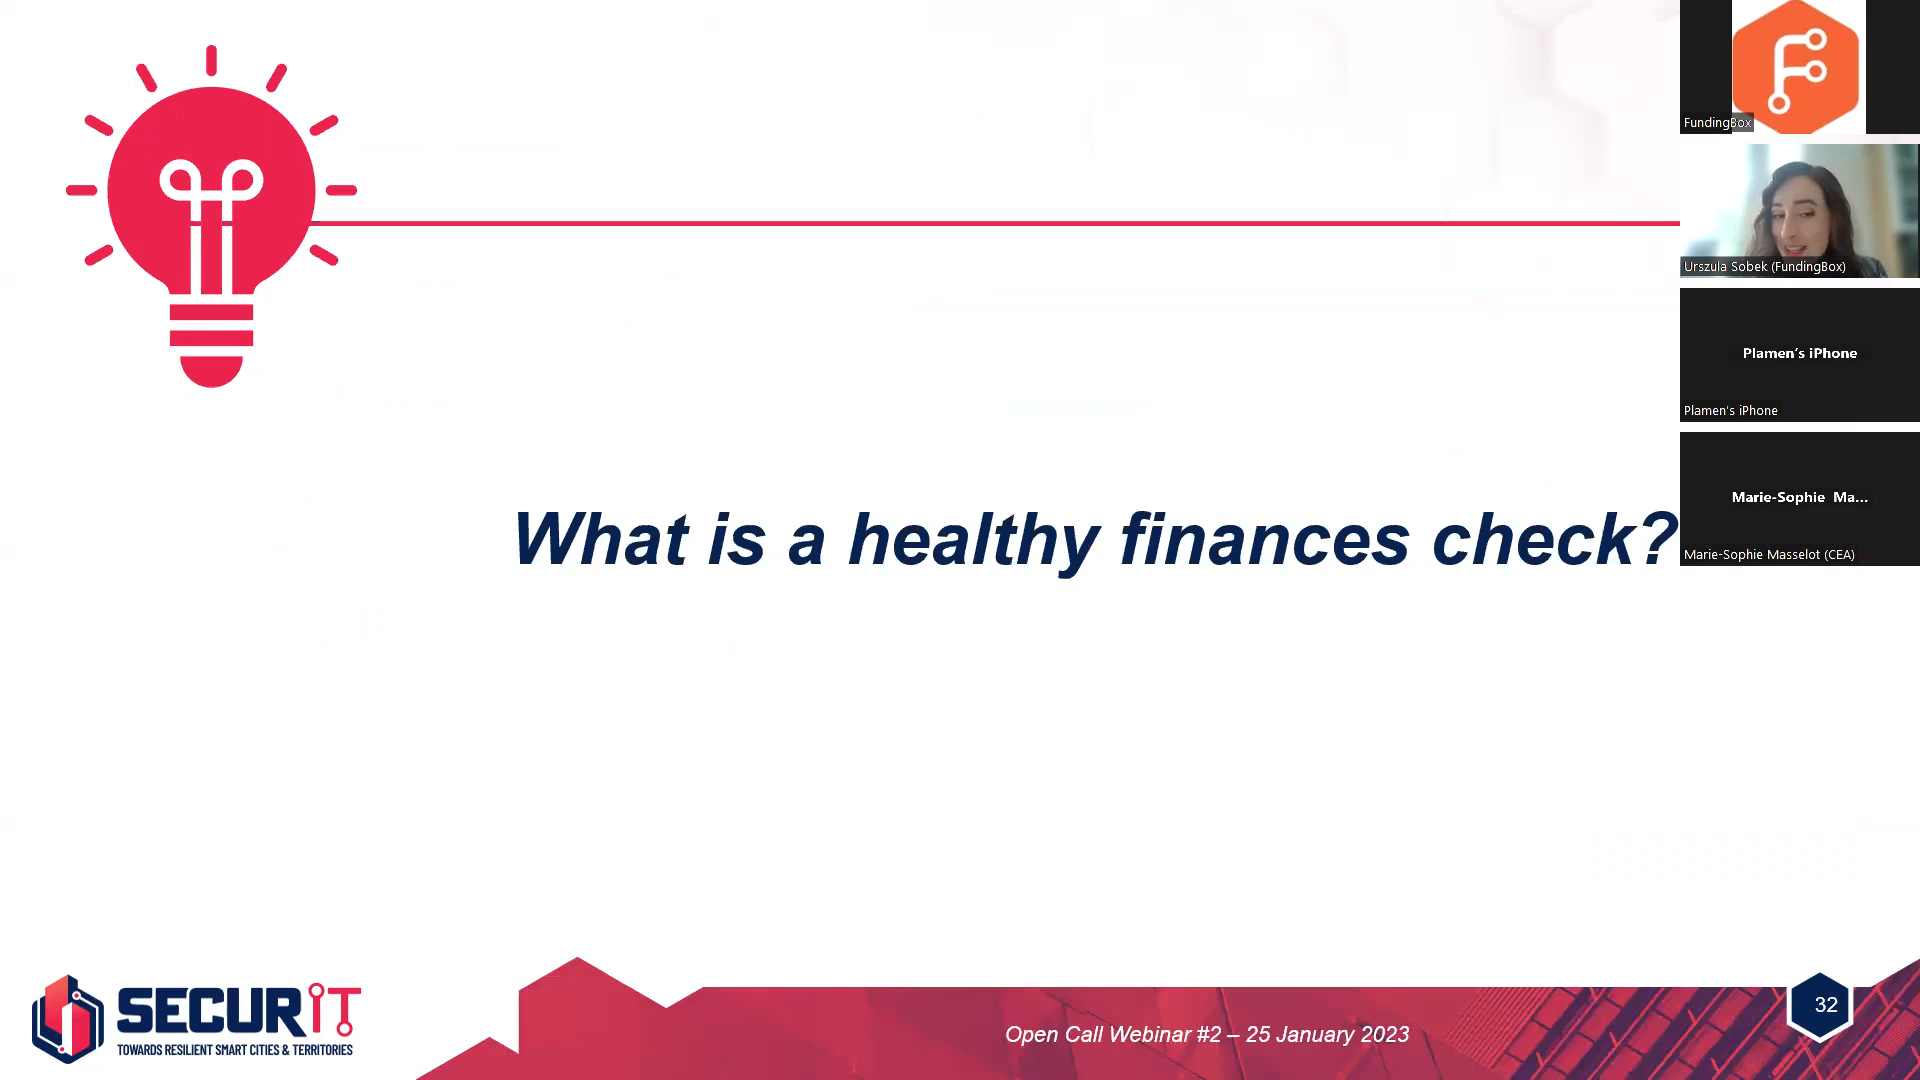 FundingBox
Urszula Sobek (FundingBox)
Plamen's iPhone
Plamen's iPhone
Marie-Sophie Ma...
Marie-Sophie Masselot (CEA)
What is a healthy finances check?
SECURIT
TOWARDS RESILIENT SMART CITIES & TERRITORIES
Open Call Webinar #2 – 25 January 2023
32